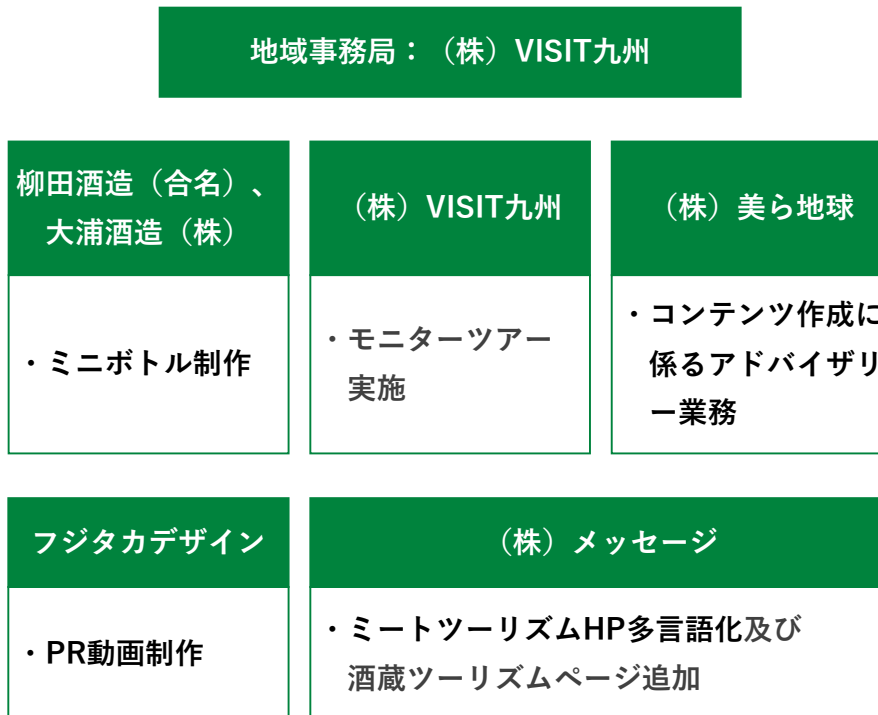 地域事務局：（株）VISIT九州
柳田酒造（合名）、
大浦酒造（株）
・ミニボトル制作
（株）VISIT九州
・モニターツアー
実施
（株）美ら地球
・コンテンツ作成に
係るアドバイザリ
ー業務
フジタカデザイン
・PR動画制作
（株）メッセージ
・ミートツーリズムHP多言語化及び
酒蔵ツーリズムページ追加